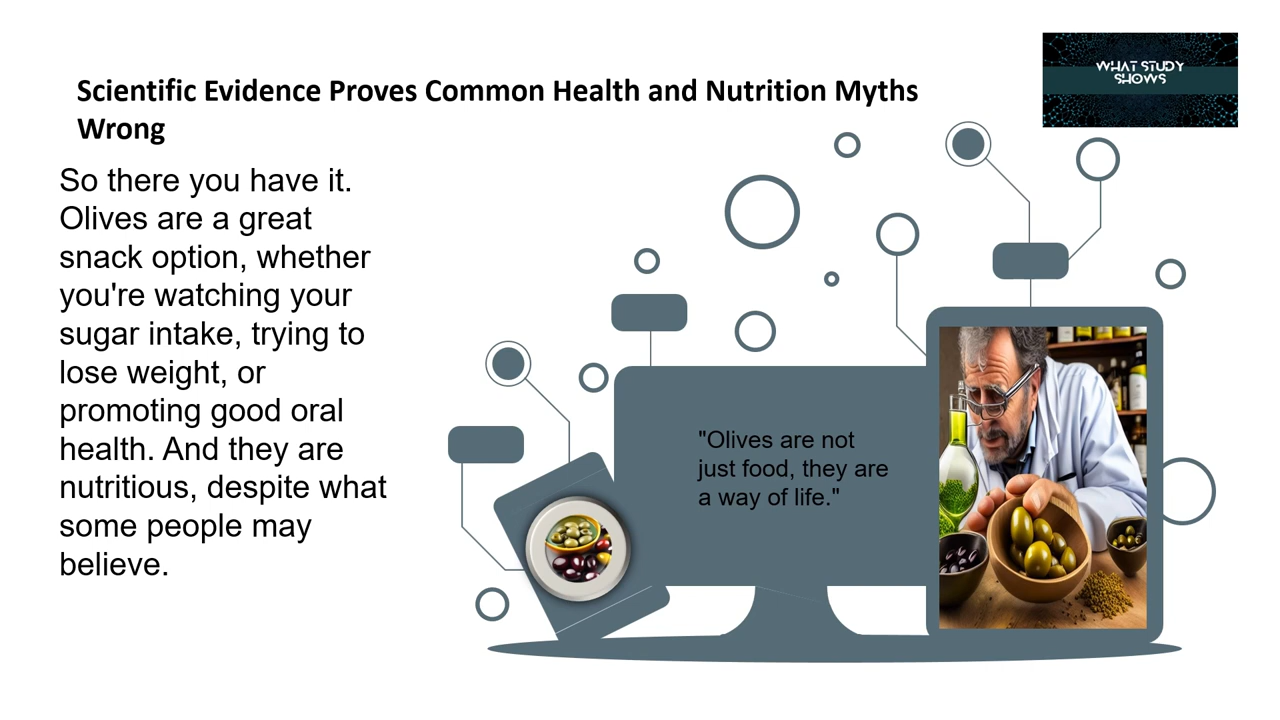 WHAT STUDY
SHOWS
Scientific Evidence Proves Common Health and Nutrition Myths
Wrong
So there you have it.
Olives are a great
snack option, whether
you're watching your
sugar intake, trying to
lose weight, or
promoting good oral
health. And they are
nutritious, despite what
some people may
believe.
"Olives are not
just food, they are
a way of life."